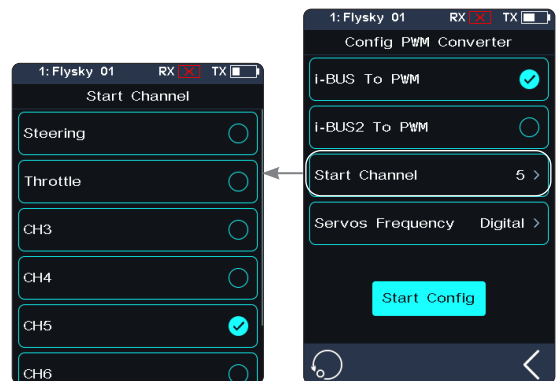 1: Flysky 01 RX TX
Start Channel
Steering
Throttle
CH3
CH4
CH5
CH6
1: Flysky 01 RX TX
Config PWM Converter
i-BUS To PWM
i-BUS2 To PWM
Start Channel 5 >
Servos Frequency Digital >
Start Config